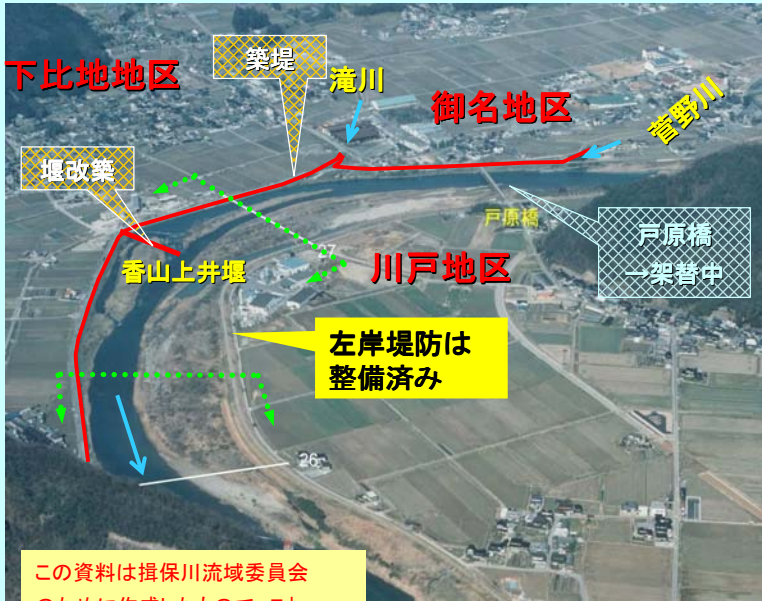 下比地地区
築堤
滝川
御名地区
菅野川
堰改築
戸原橋
戸原橋
→架替中
香山上井堰
27
川戸地区
左岸堤防は
整備済み
26
この資料は揖保川流域委員会